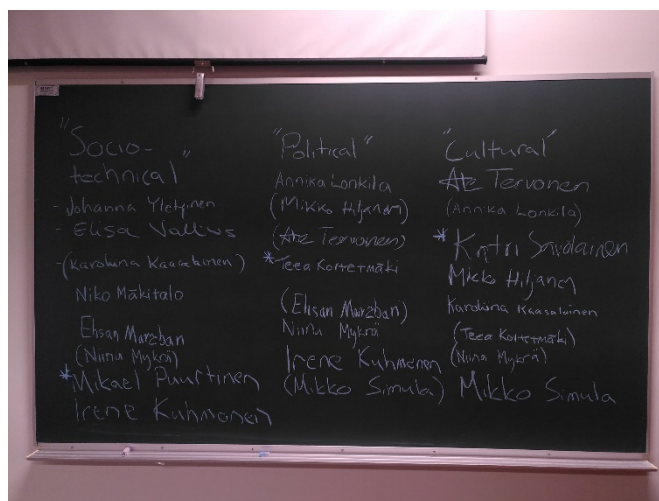 "Socio-
technical"
- Johanna Yletyinen
- Elisa Vallius
- (Karoliina Kaasalainen)
Niko Mäkitalo
Ehsan Marzban
(Niina Mykrä)
* Mikael Puurtinen
Irene Kuhmonen
"Political"
Annika Lonkila
(Mikko Hiljanen)
(Ate Tervonen)
* Teea Kortetmäki
(Ehsan Marzban)
Niina Mykrä
Irene Kuhmonen
(Mikko Simula)
"Cultural"
Ate Tervonen
(Annika Lonkila)
* Katri Savolainen
Mikko Hiljanen
Karoliina Kaasalainen
(Teea Kortetmäki)
(Niina Mykrä)
Mikko Simula